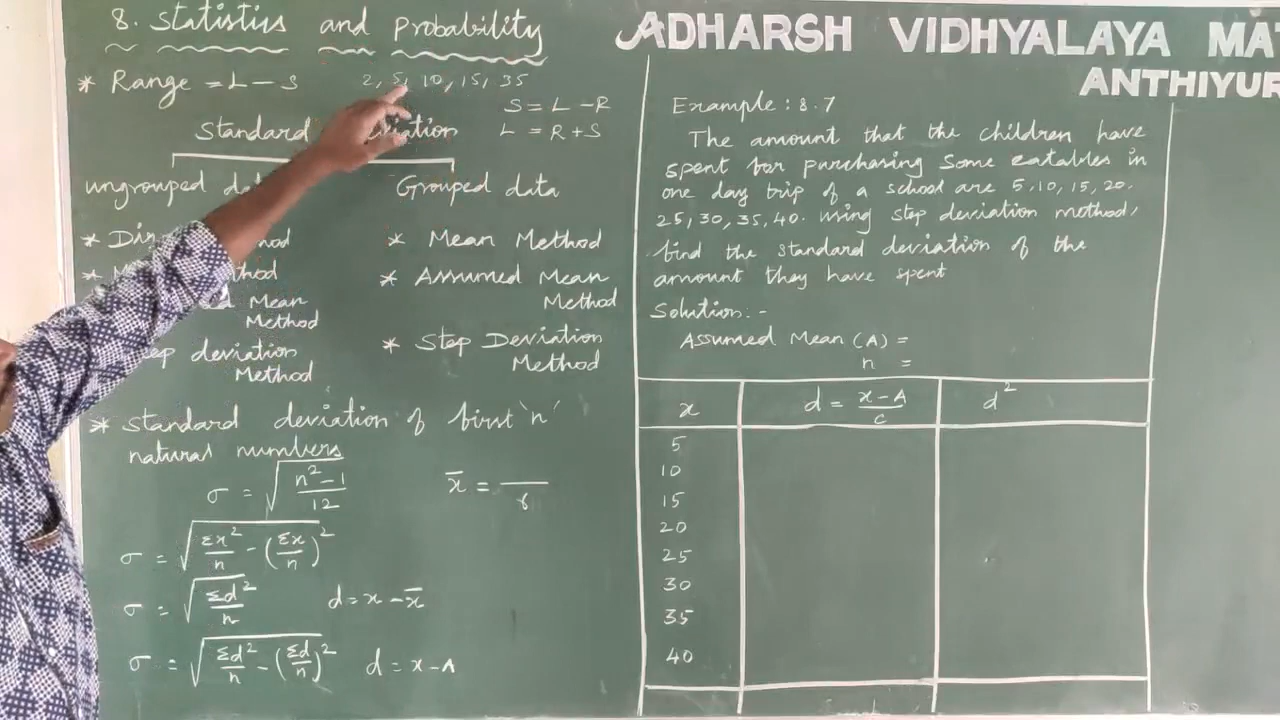 8. Statistics and Probability
* Range = L - S 2, 5, 10, 15, 35
S = L - R
Standard
L = R + S
ungrouped
Grouped data
* Mean Method
* Assumed Mean
Method
Mean
Method
* Step Deviation
Method
deviation
Method
* Standard deviation of first 'n'
natural numbers
σ = √((n²-1)/12)
x̄ = —
σ = √(Σx²/n - (Σx/n)²)
σ = √(Σd²/n) d = x - x̄
σ = √(Σd²/n - (Σd/n)²) d = x - A
ADHARSH VIDHYALAYA
ANTHIYUR
Example: 8.7
The amount that the children have
spent for purchasing some eatables in
one day trip of a school are 5, 10, 15, 20.
25, 30, 35, 40. using step deviation method,
find the standard deviation of the
amount they have spent
Solution:-
Assumed Mean (A) =
n =
x d = (x-A)/c d²
5
10
15
20
25
30
35
40